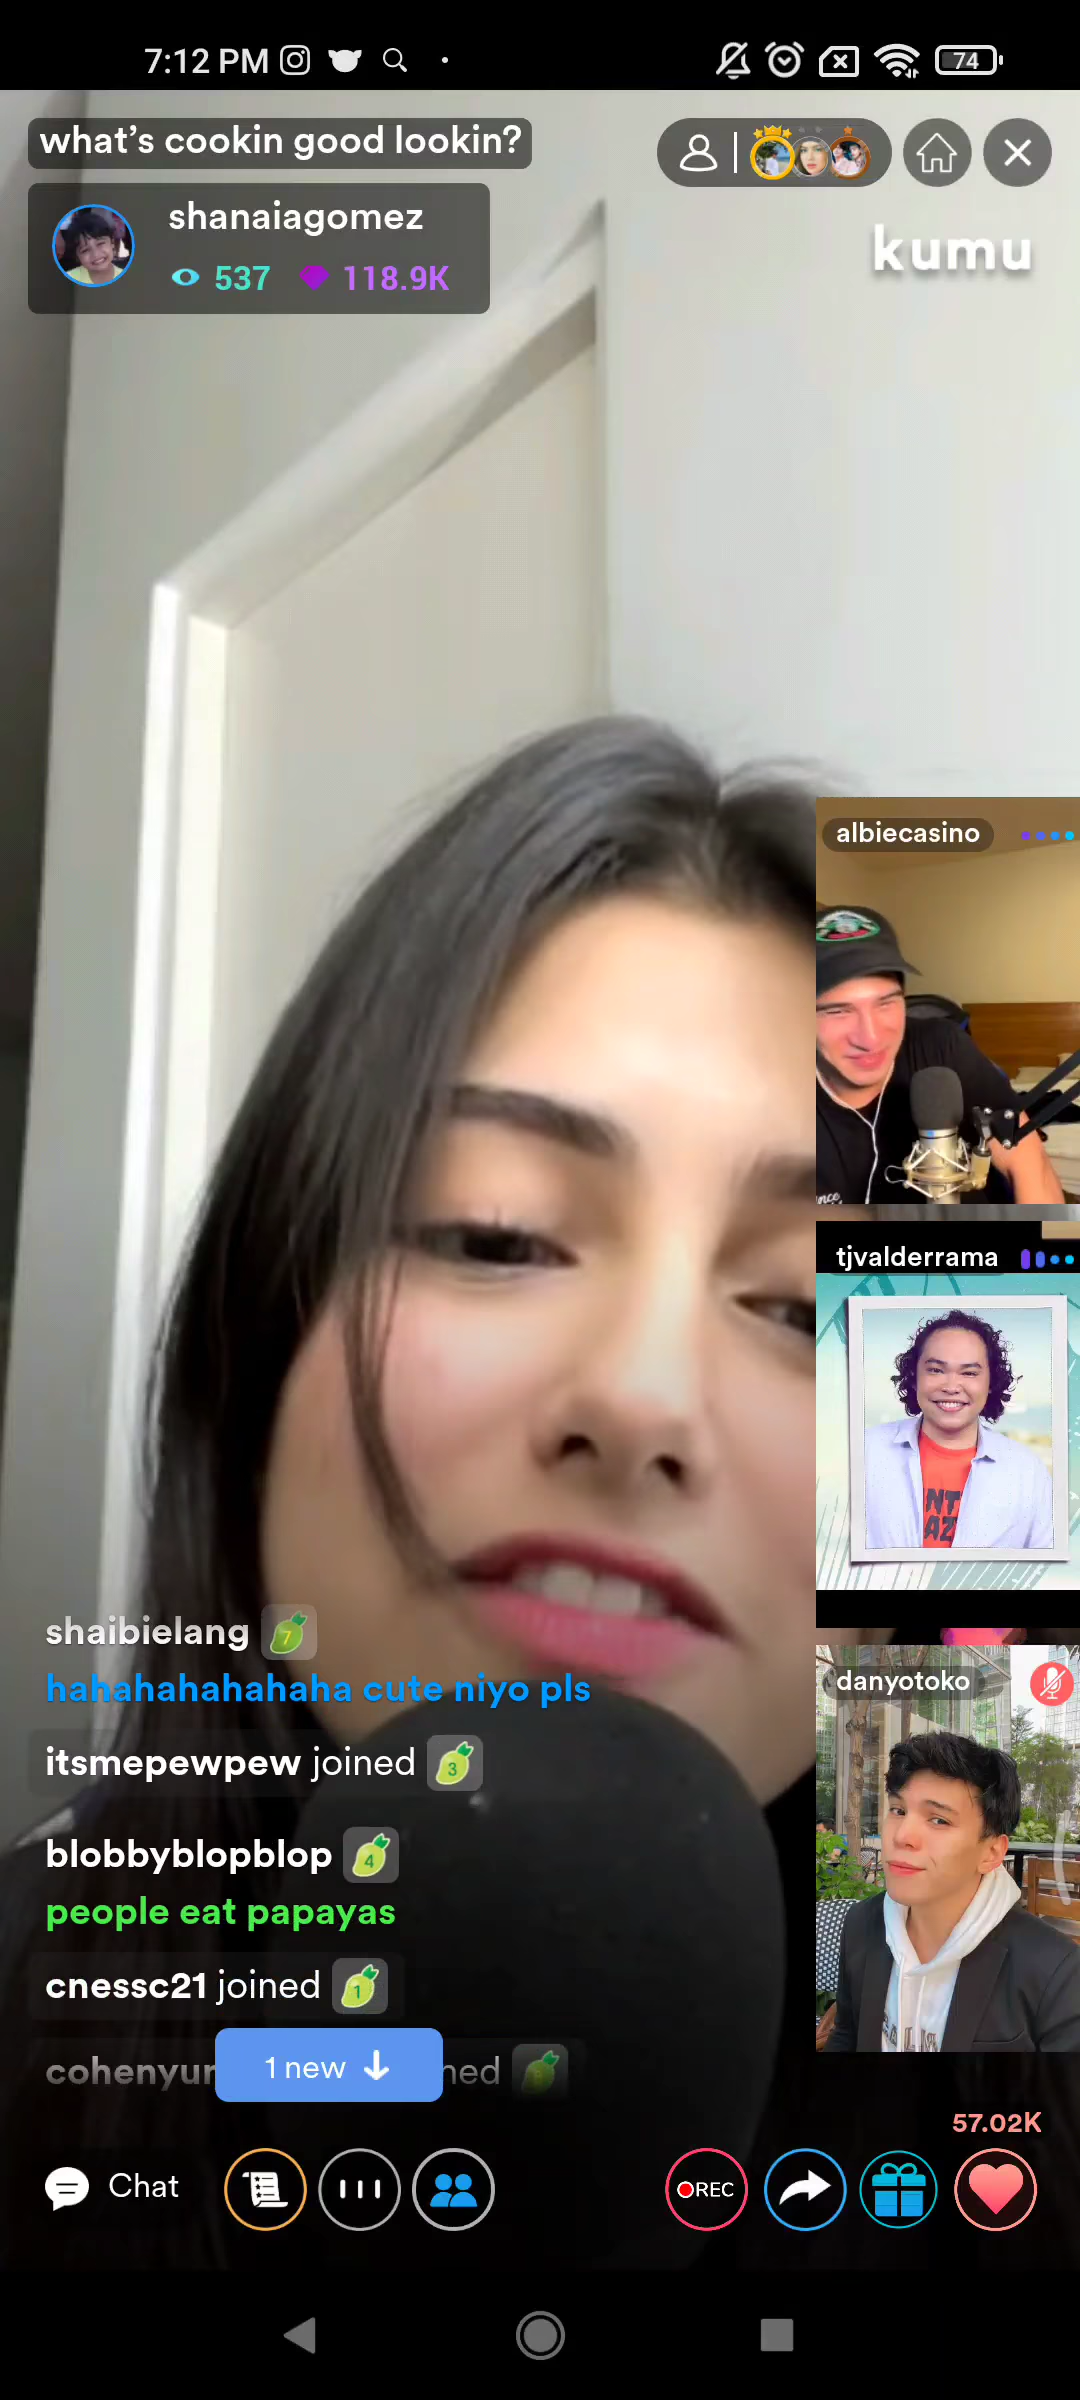 7:12 PM
74
what's cookin good lookin?
shanaiagomez
537 118.9K
kumu
albiecasino
tjvalderrama
danyotoko
shaibielang 7
hahahahahahaha cute niyo pls
itsmepewpew joined 3
blobbyblopblop 4
people eat papayas
cnessc21 joined 1
1 new
57.02K
Chat
REC